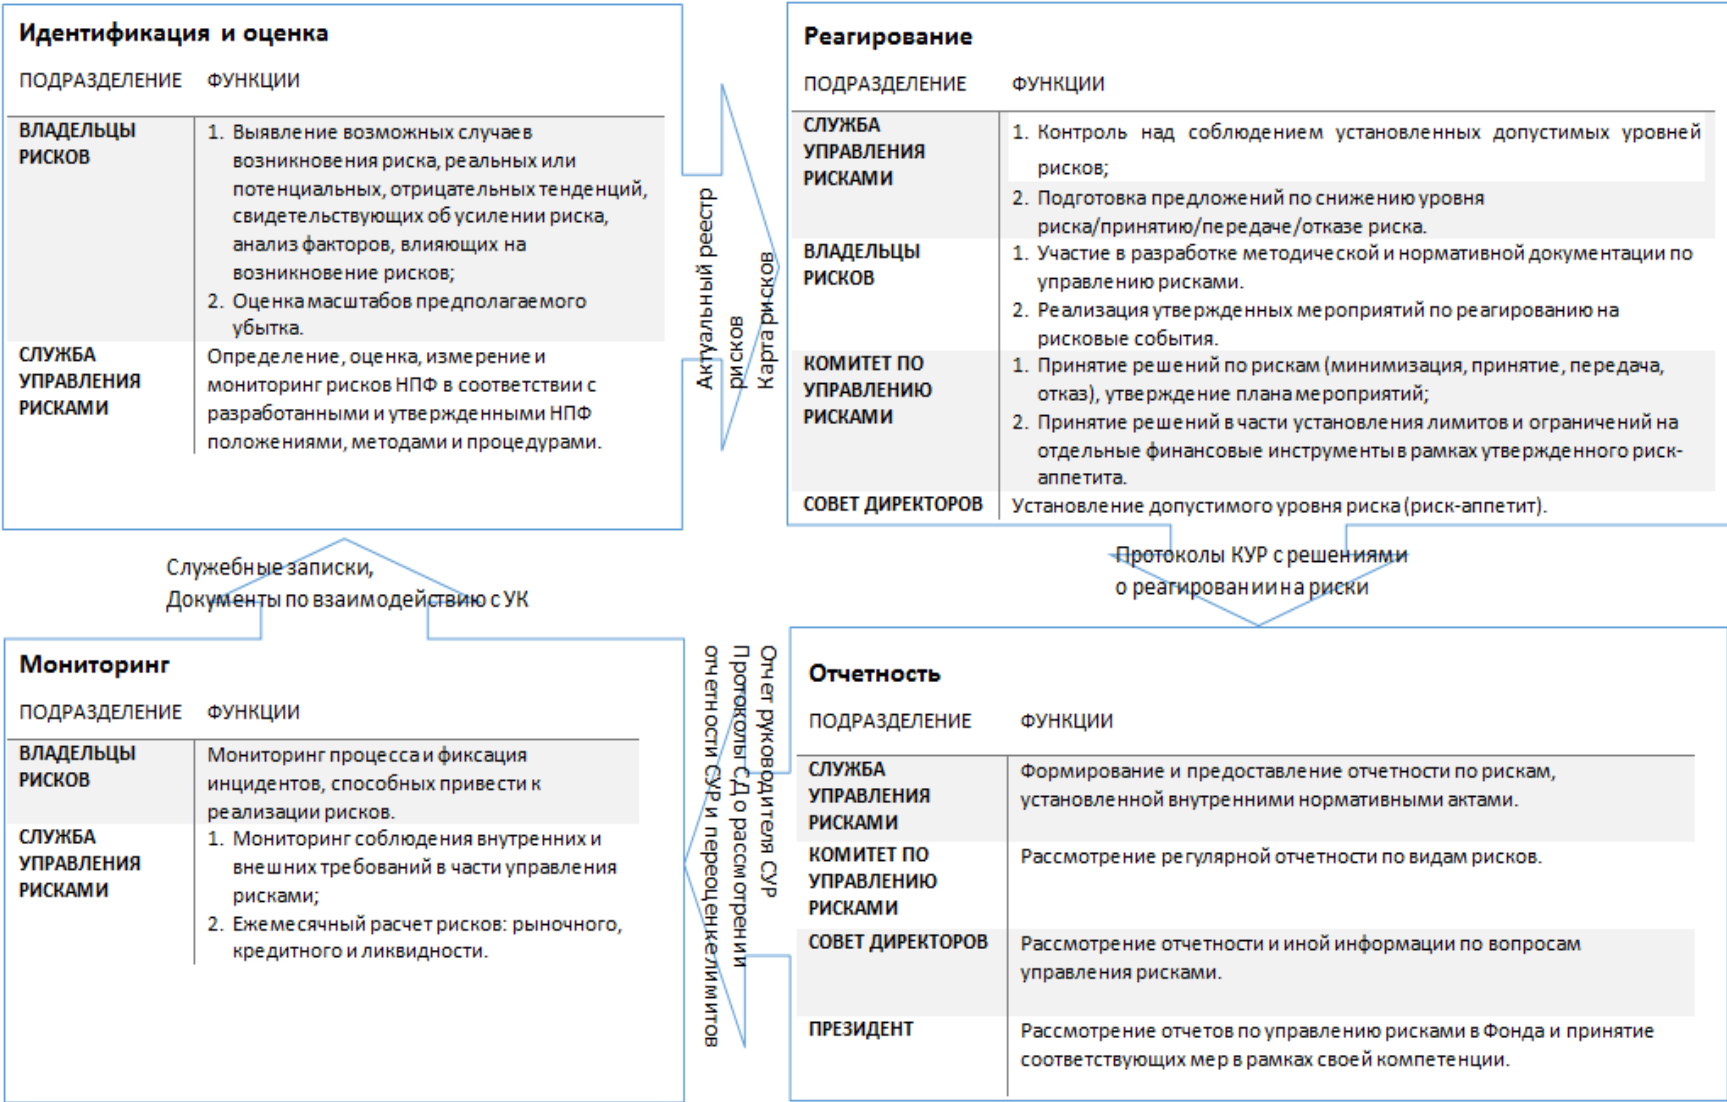 Идентификация и оценка
ПОДРАЗДЕЛЕНИЕ ФУНКЦИИ
ВЛАДЕЛЬЦЫ
РИСКОВ
1. Выявление возможных случаев
возникновения риска, реальных или
потенциальных, отрицательных тенденций,
свидетельствующих об усилении риска,
анализ факторов, влияющих на
возникновение рисков;
2. Оценка масштабов предполагаемого
убытка.
СЛУЖБА
УПРАВЛЕНИЯ
РИСКАМИ
Определение, оценка, измерение и
мониторинг рисков НПФ в соответствии с
разработанными и утвержденными НПФ
положениями, методами и процедурами.
Актуальный реестр
рисков
Карта рисков
Реагирование
ПОДРАЗДЕЛЕНИЕ ФУНКЦИИ
СЛУЖБА
УПРАВЛЕНИЯ
РИСКАМИ
1. Контроль над соблюдением установленных допустимых уровней
рисков;
2. Подготовка предложений по снижению уровня
риска/принятию/передаче/отказе риска.
ВЛАДЕЛЬЦЫ
РИСКОВ
1. Участие в разработке методической и нормативной документации по
управлению рисками.
2. Реализация утвержденных мероприятий по реагированию на
рисковые события.
КОМИТЕТ ПО
УПРАВЛЕНИЮ
РИСКАМИ
1. Принятие решений по рискам (минимизация, принятие, передача,
отказ), утверждение плана мероприятий;
2. Принятие решений в части установления лимитов и ограничений на
отдельные финансовые инструменты в рамках утвержденного риск-
аппетита.
СОВЕТ ДИРЕКТОРОВ
Установление допустимого уровня риска (риск-аппетит).
Протоколы КУР с решениями
о реагировании на риски
Отчетность
ПОДРАЗДЕЛЕНИЕ ФУНКЦИИ
СЛУЖБА
УПРАВЛЕНИЯ
РИСКАМИ
Формирование и предоставление отчетности по рискам,
установленной внутренними нормативными актами.
КОМИТЕТ ПО
УПРАВЛЕНИЮ
РИСКАМИ
Рассмотрение регулярной отчетности по видам рисков.
СОВЕТ ДИРЕКТОРОВ
Рассмотрение отчетности и иной информации по вопросам
управления рисками.
ПРЕЗИДЕНТ
Рассмотрение отчетов по управлению рисками в Фонда и принятие
соответствующих мер в рамках своей компетенции.
Отчет руководителя СУР
Протоколы СД о рассмотрении
отчетности СУР и переоценке лимитов
Мониторинг
ПОДРАЗДЕЛЕНИЕ ФУНКЦИИ
ВЛАДЕЛЬЦЫ
РИСКОВ
Мониторинг процесса и фиксация
инцидентов, способных привести к
реализации рисков.
СЛУЖБА
УПРАВЛЕНИЯ
РИСКАМИ
1. Мониторинг соблюдения внутренних и
внешних требований в части управления
рисками;
2. Ежемесячный расчет рисков: рыночного,
кредитного и ликвидности.
Служебные записки,
Документы по взаимодействию с УК